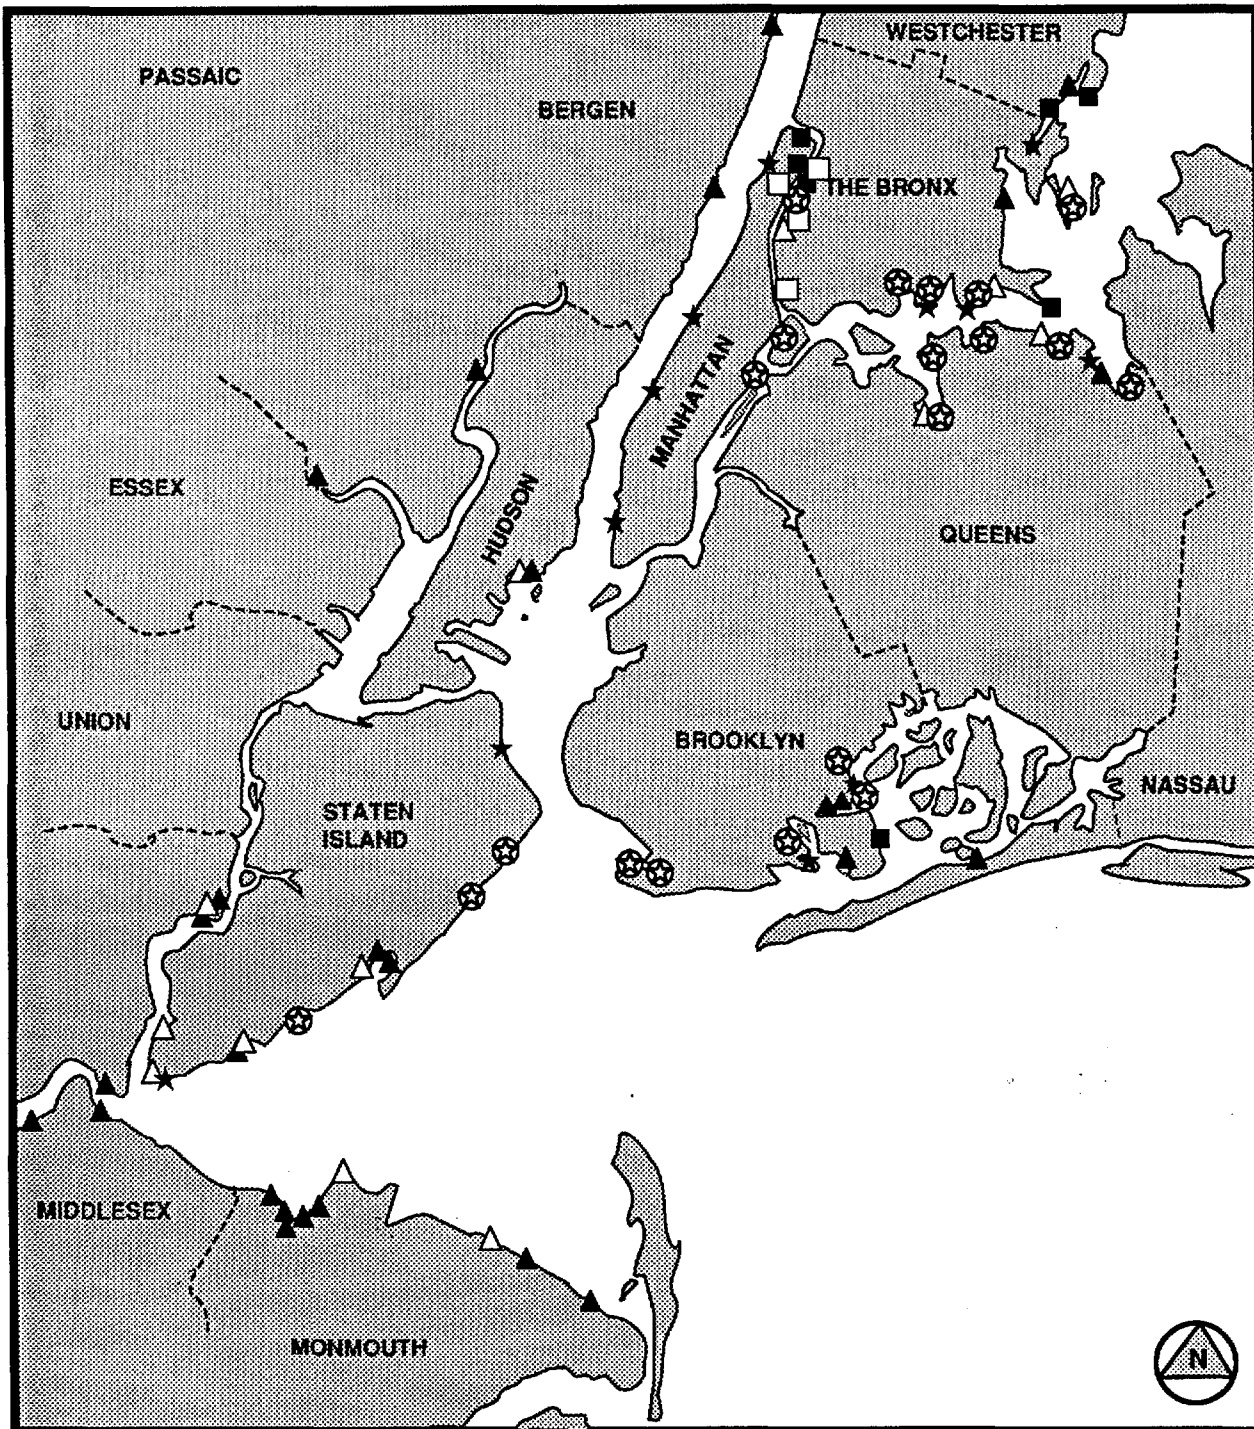 WESTCHESTER
PASSAIC
BERGEN
THE BRONX
MANHATTAN
ESSEX
HUDSON
QUEENS
UNION
BROOKLYN
NASSAU
STATEN
ISLAND
MIDDLESEX
MONMOUTH
N